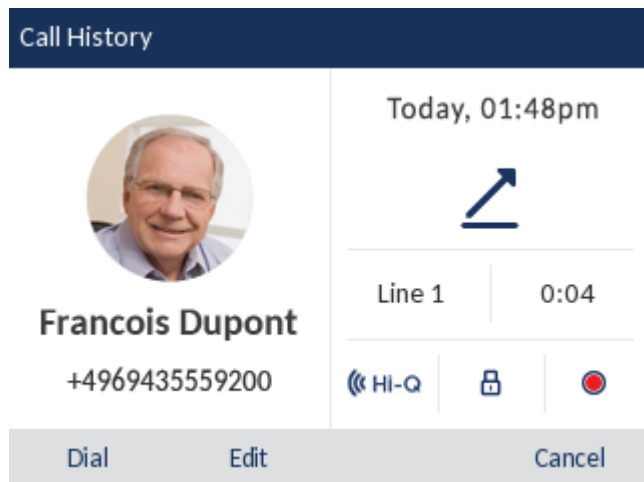 Call History
Today, 01:48pm
Line 1
0:04
Francois Dupont
+4969435559200
Hi-Q
Dial
Edit
Cancel